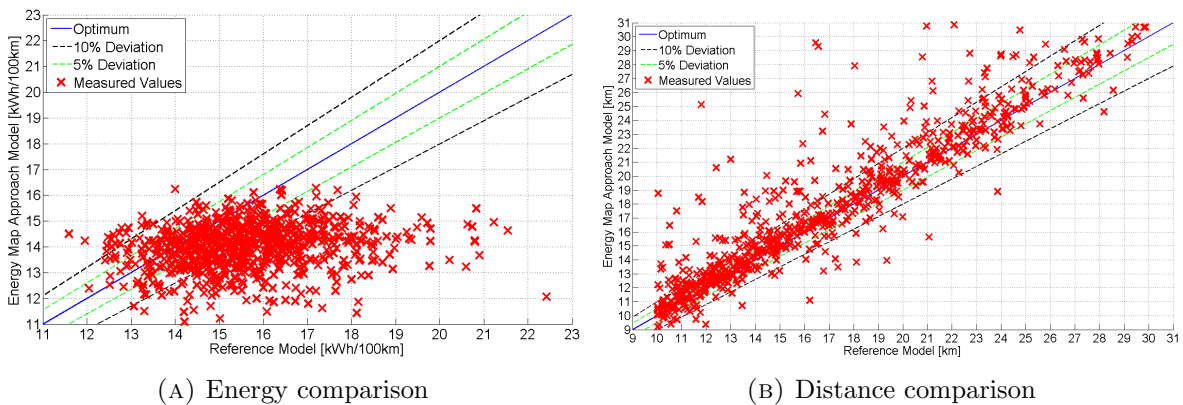 23
22
21
20
19
18
17
16
15
14
13
12
11
Energy Map Approach Model [kWh/100km]
Optimum
10% Deviation
5% Deviation
Measured Values
11 12 13 14 15 16 17 18 19 20 21 22 23
Reference Model [kWh/100km]
(A) Energy comparison
31
30
29
28
27
26
25
24
23
22
21
20
19
18
17
16
15
14
13
12
11
10
9
Energy Map Approach Model [km]
Optimum
10% Deviation
5% Deviation
Measured Values
9 10 11 12 13 14 15 16 17 18 19 20 21 22 23 24 25 26 27 28 29 30 31
Reference Model [km]
(B) Distance comparison